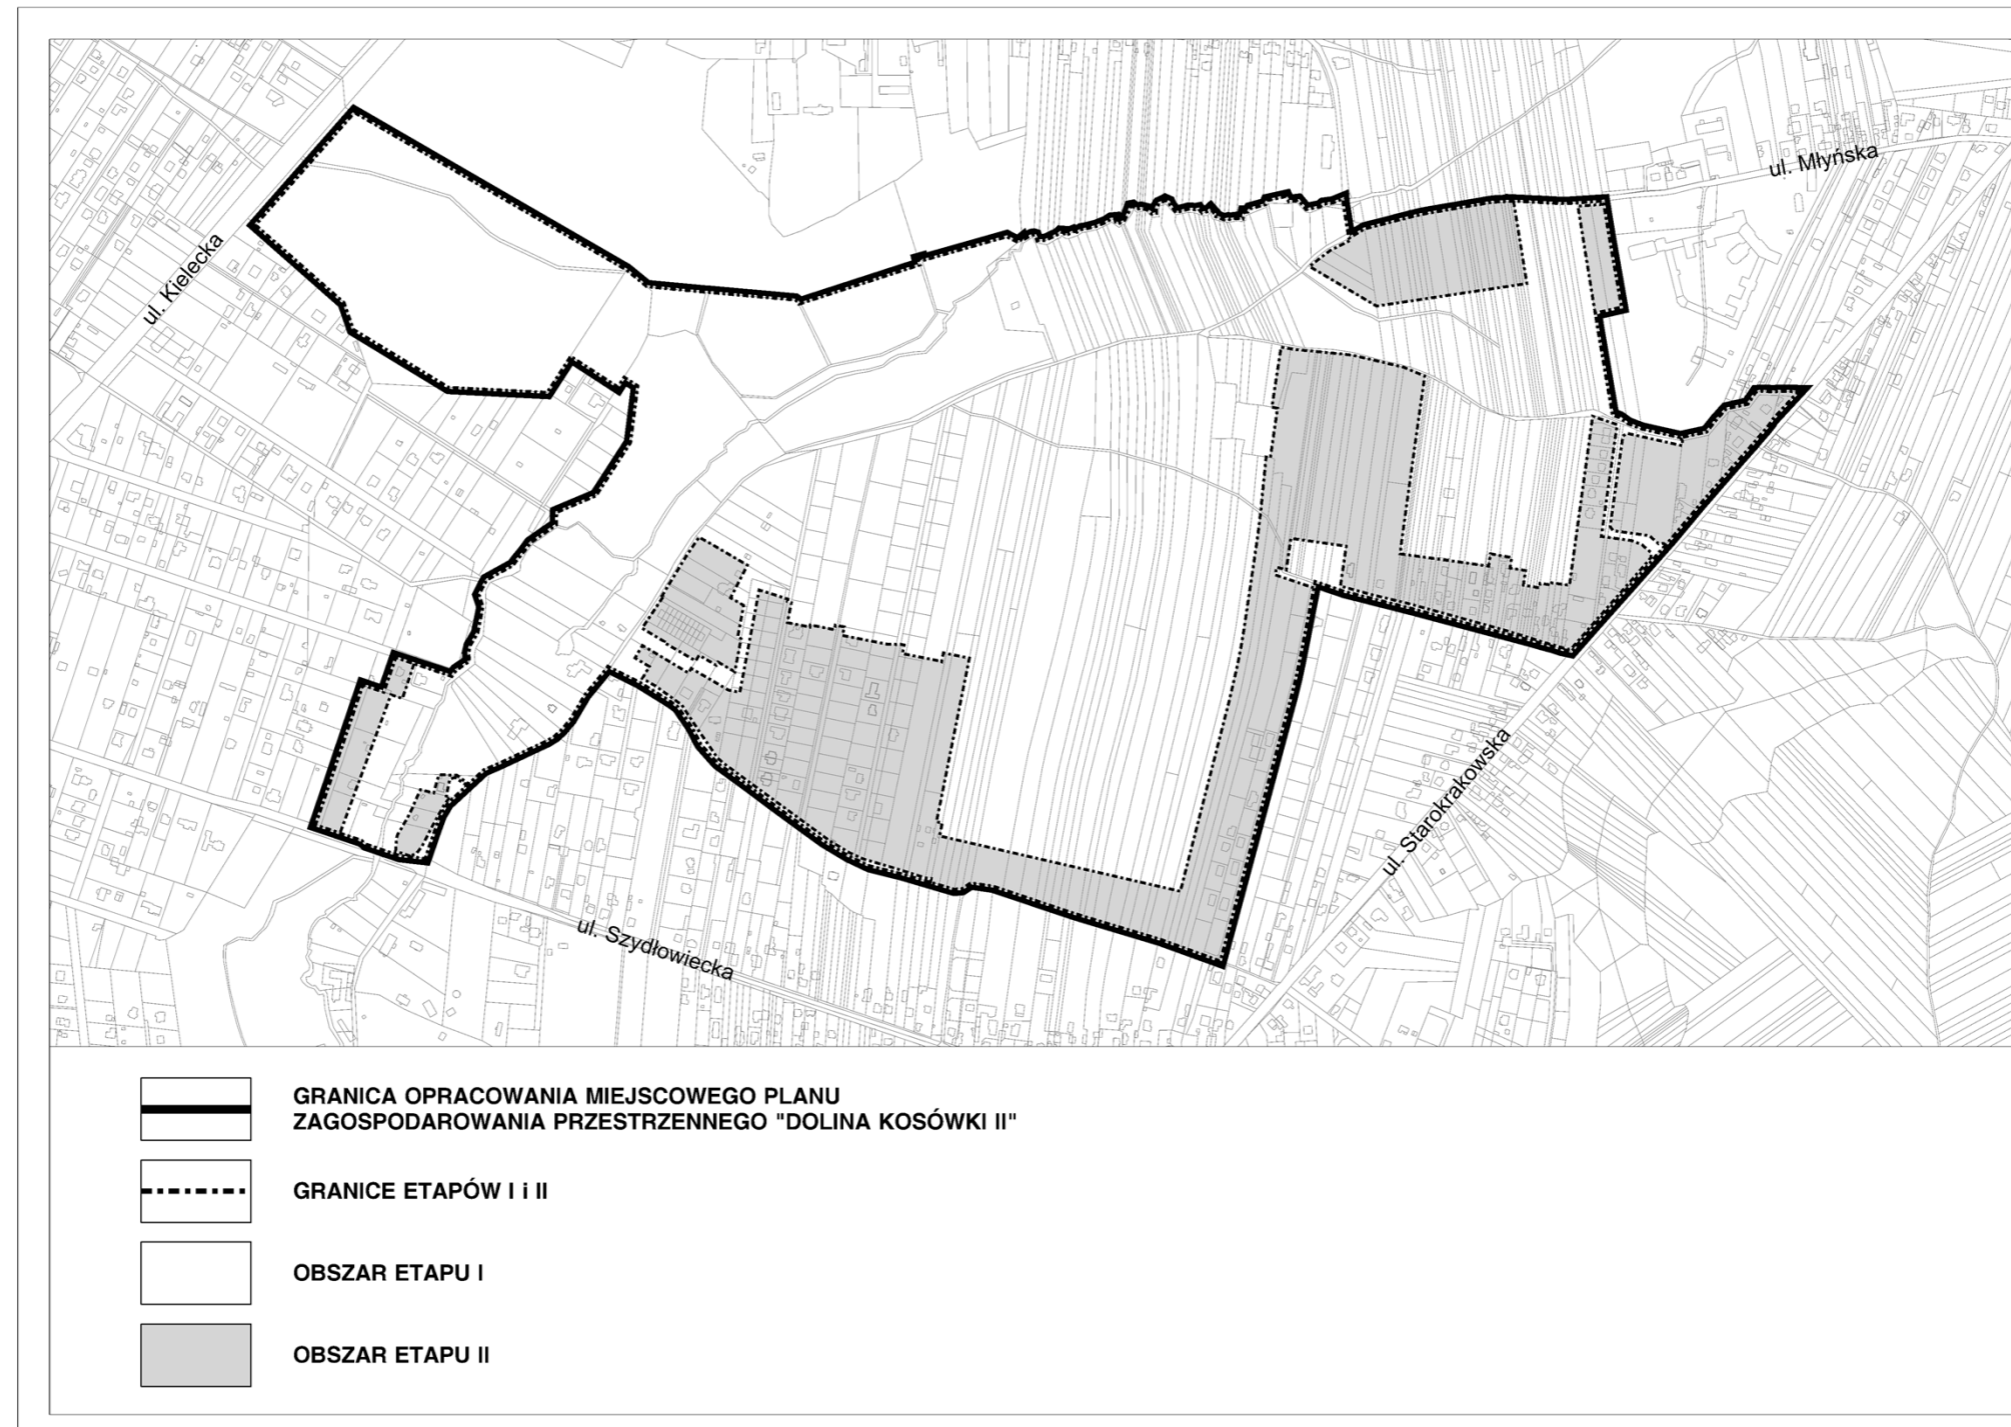 ul. Młyńska
ul. Kielecka
ul. Starokrakowska
ul. Szydłowiecka
GRANICA OPRACOWANIA MIEJSCOWEGO PLANU
ZAGOSPODAROWANIA PRZESTRZENNEGO "DOLINA KOSÓWKI II"
GRANICE ETAPÓW I i II
OBSZAR ETAPU I
OBSZAR ETAPU II